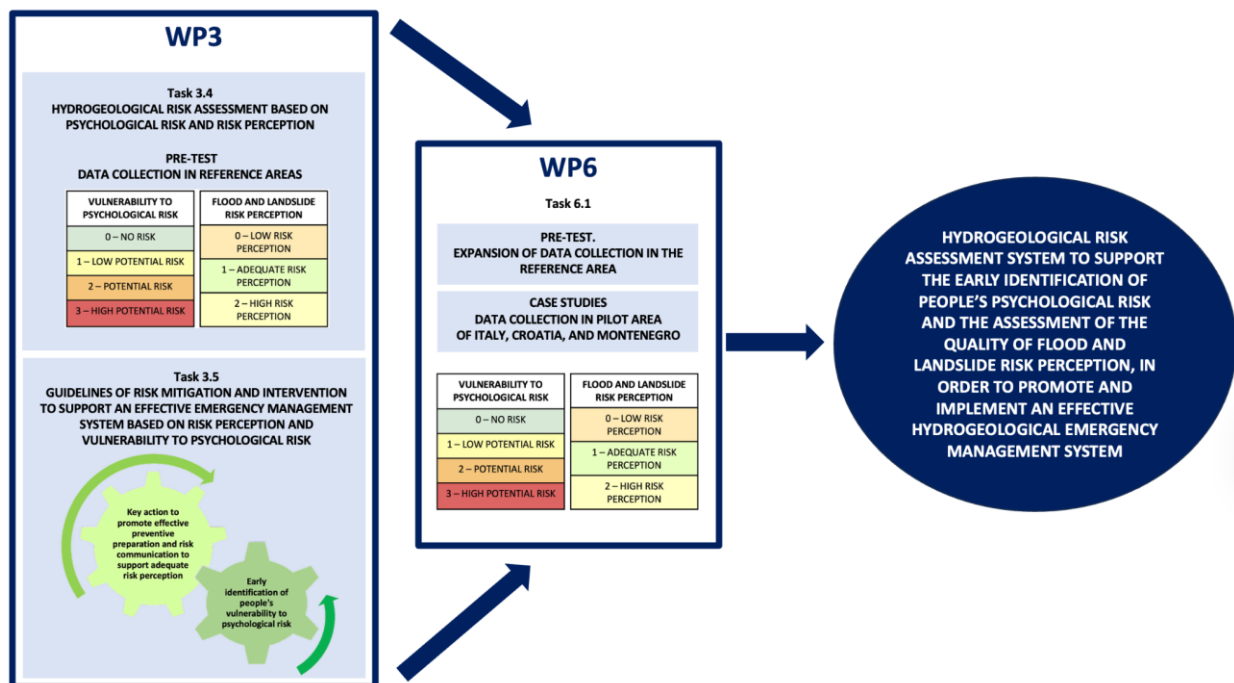 WP3
Task 3.4
HYDROGEOLOGICAL RISK ASSESSMENT BASED ON
PSYCHOLOGICAL RISK AND RISK PERCEPTION
PRE-TEST
DATA COLLECTION IN REFERENCE AREAS
VULNERABILITY TO
PSYCHOLOGICAL RISK
0 – NO RISK
1 – LOW POTENTIAL RISK
2 – POTENTIAL RISK
3 – HIGH POTENTIAL RISK
FLOOD AND LANDSLIDE
RISK PERCEPTION
0 – LOW RISK
PERCEPTION
1 – ADEQUATE RISK
PERCEPTION
2 – HIGH RISK
PERCEPTION
Task 3.5
GUIDELINES OF RISK MITIGATION AND INTERVENTION
TO SUPPORT AN EFFECTIVE EMERGENCY MANAGEMENT
SYSTEM BASED ON RISK PERCEPTION AND
VULNERABILITY TO PSYCHOLOGICAL RISK
Key action to
promote effective
preventive
preparation and risk
communication to
support adequate
risk perception
Early
identification of
people's
vulnerability to
psychological risk
WP6
Task 6.1
PRE-TEST.
EXPANSION OF DATA COLLECTION IN THE
REFERENCE AREA
CASE STUDIES
DATA COLLECTION IN PILOT AREA
OF ITALY, CROATIA, AND MONTENEGRO
VULNERABILITY TO
PSYCHOLOGICAL RISK
0 – NO RISK
1 – LOW POTENTIAL RISK
2 – POTENTIAL RISK
3 – HIGH POTENTIAL RISK
FLOOD AND LANDSLIDE
RISK PERCEPTION
0 – LOW RISK
PERCEPTION
1 – ADEQUATE RISK
PERCEPTION
2 – HIGH RISK
PERCEPTION
HYDROGEOLOGICAL RISK
ASSESSMENT SYSTEM TO SUPPORT
THE EARLY IDENTIFICATION OF
PEOPLE'S PSYCHOLOGICAL RISK
AND THE ASSESSMENT OF THE
QUALITY OF FLOOD AND
LANDSLIDE RISK PERCEPTION, IN
ORDER TO PROMOTE AND
IMPLEMENT AN EFFECTIVE
HYDROGEOLOGICAL EMERGENCY
MANAGEMENT SYSTEM